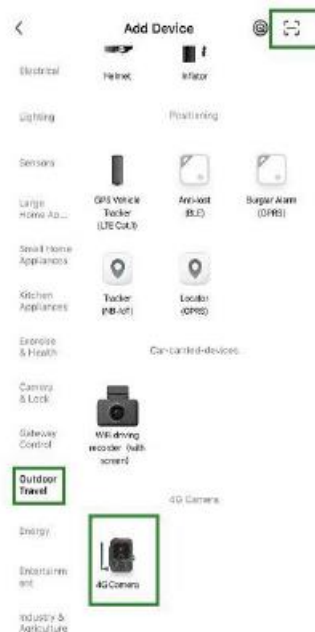 Add Device
Electrical
Helmet
Inflator
Lighting
Positioning
Sensors
GPS Vehicle
Tracker
(LTE Cat.1)
Anti-lost
(BLE)
Burglar Alarm
(GPRS)
Large
Home Ap...
Small Home
Appliances
Tracker
(NB-IoT)
Locator
(GPRS)
Kitchen
Appliances
Exercise
& Health
Car-carried-devices
Camera
& Lock
Gateway
Control
Wifi driving
recorder (with
screen)
Outdoor
Travel
4G Camera
Energy
Entertainm
ent
4G Camera
Industry &
Agriculture